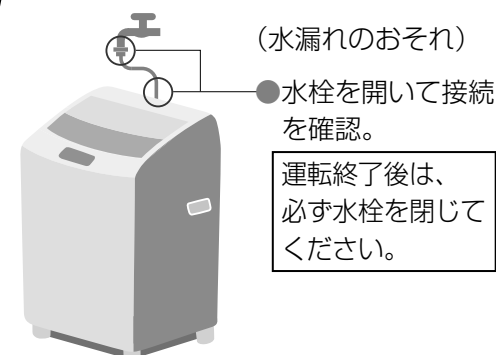 （水漏れのおそれ）
●水栓を開いて接続
を確認。
運転終了後は、
必ず水栓を閉じて
ください。